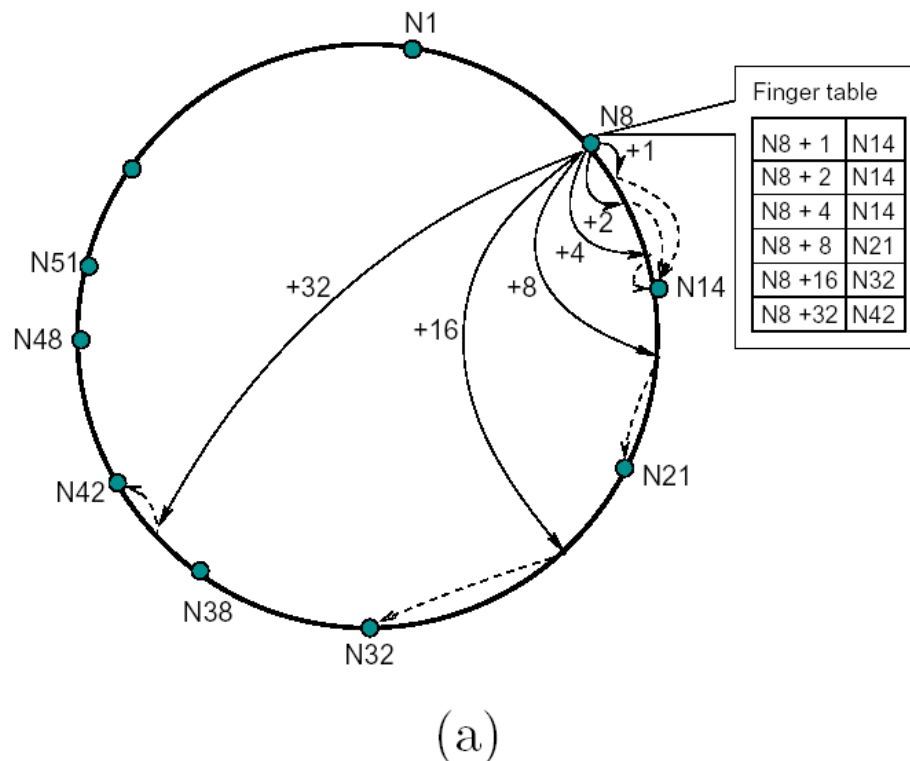 N1
N8
Finger table
N8 + 1 N14
N8 + 2 N14
N8 + 4 N14
N8 + 8 N21
N8 +16 N32
N8 +32 N42
+1
+2
+4
+8
+16
+32
N14
N51
N48
N21
N42
N38
N32
(a)